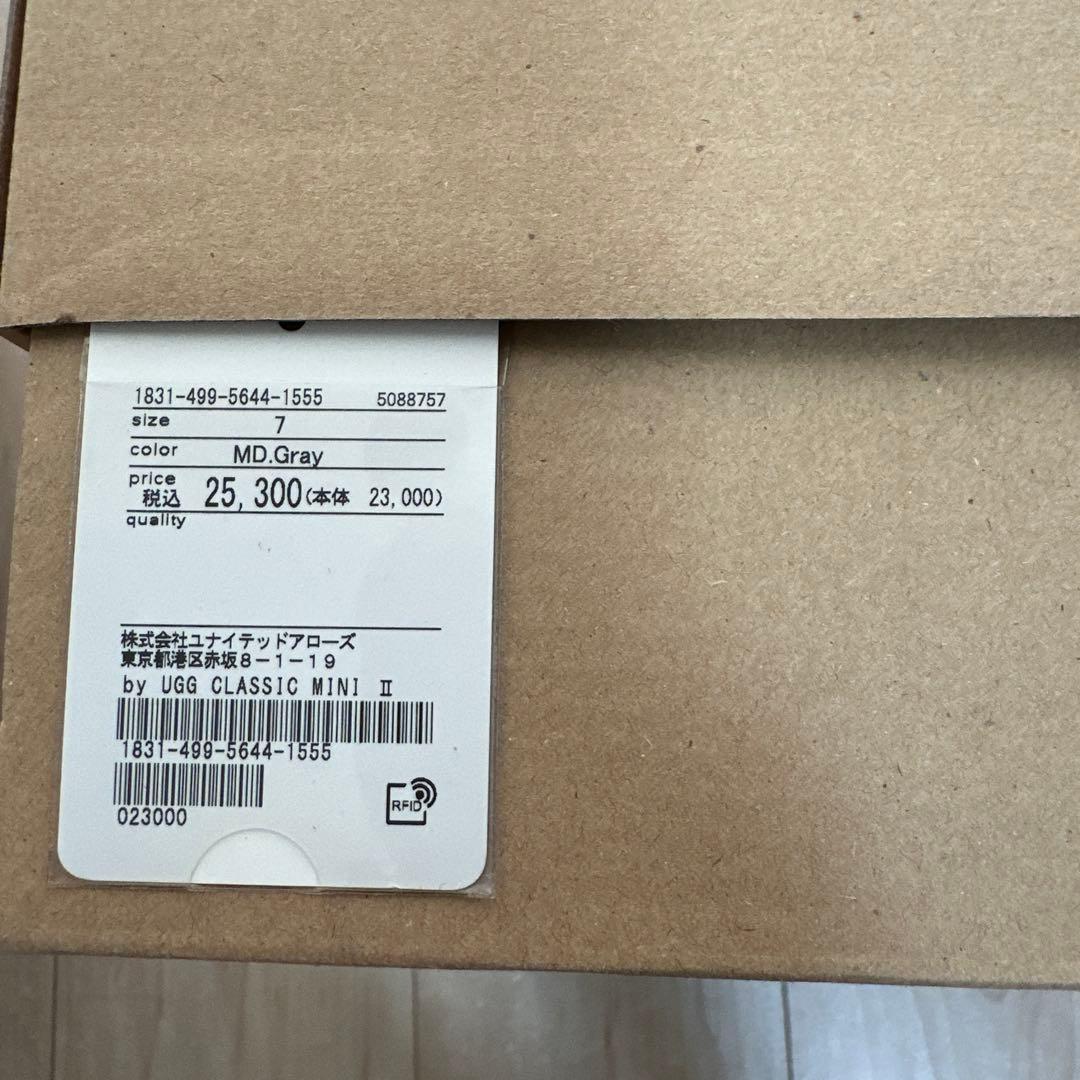 1831-499-5644-1555 5088757
size 7
color MD.Gray
price
税込 25,300(本体 23,000)
quality
株式会社ユナイテッドアローズ
東京都港区赤坂8-1-19
by UGG CLASSIC MINI Ⅱ
1831-499-5644-1555
023000
RFID